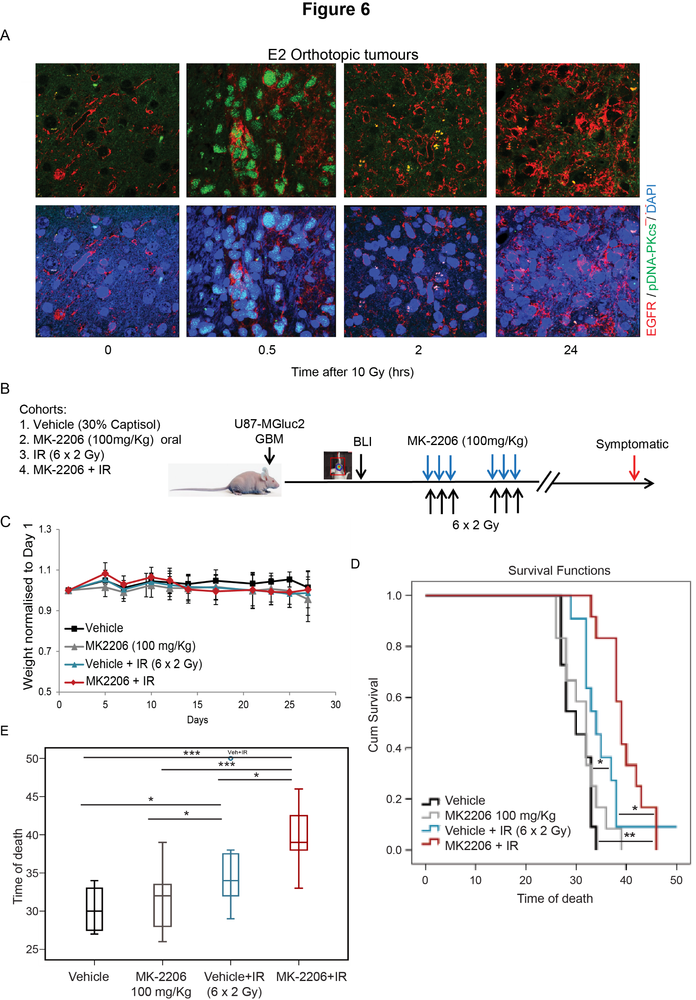 Figure 6
A
E2 Orthotopic tumours
EGFR / pDNA-PKcs / DAPI
0
0.5
2
24
Time after 10 Gy (hrs)
B
Cohorts:
1. Vehicle (30% Captisol)
2. MK-2206 (100mg/Kg) oral
3. IR (6 x 2 Gy)
4. MK-2206 + IR
U87-MGluc2
GBM
BLI
MK-2206 (100mg/Kg)
Symptomatic
6 x 2 Gy
C
Weight normalised to Day 1
1.3
1.1
0.9
0.7
0.5
Vehicle
MK2206 (100 mg/Kg)
Vehicle + IR (6 x 2 Gy)
MK2206 + IR
0
5
10
15
20
25
30
Days
D
Survival Functions
Cum Survival
1.0
0.8
0.6
0.4
0.2
0.0
*
*
**
Vehicle
MK2206 100 mg/Kg
Vehicle + IR (6 x 2 Gy)
MK2206 + IR
0
10
20
30
40
50
Time of death
E
Time of death
50
45
40
35
30
25
***
Veh+IR
***
*
*
*
Vehicle
MK-2206
100 mg/Kg
Vehicle+IR
(6 x 2 Gy)
MK-2206+IR